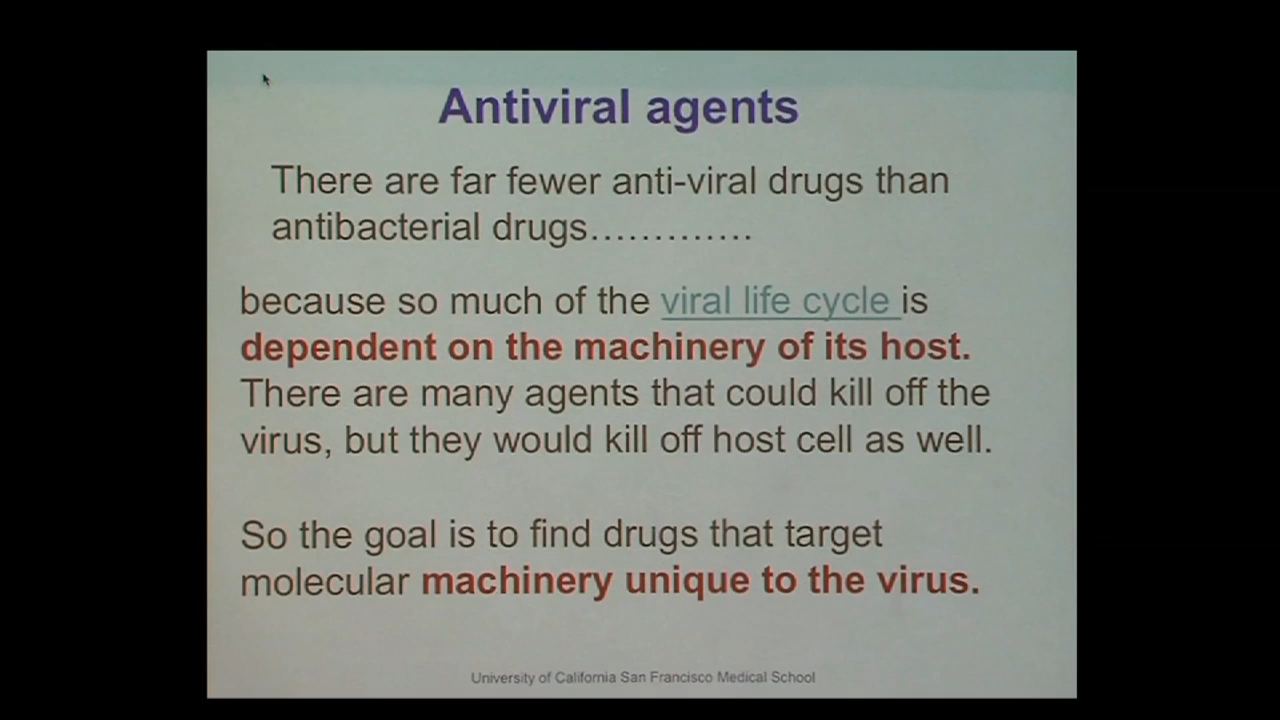 Antiviral agents
There are far fewer anti-viral drugs than
antibacterial drugs.............
because so much of the viral life cycle is
dependent on the machinery of its host.
There are many agents that could kill off the
virus, but they would kill off host cell as well.
So the goal is to find drugs that target
molecular machinery unique to the virus.
University of California San Francisco Medical School